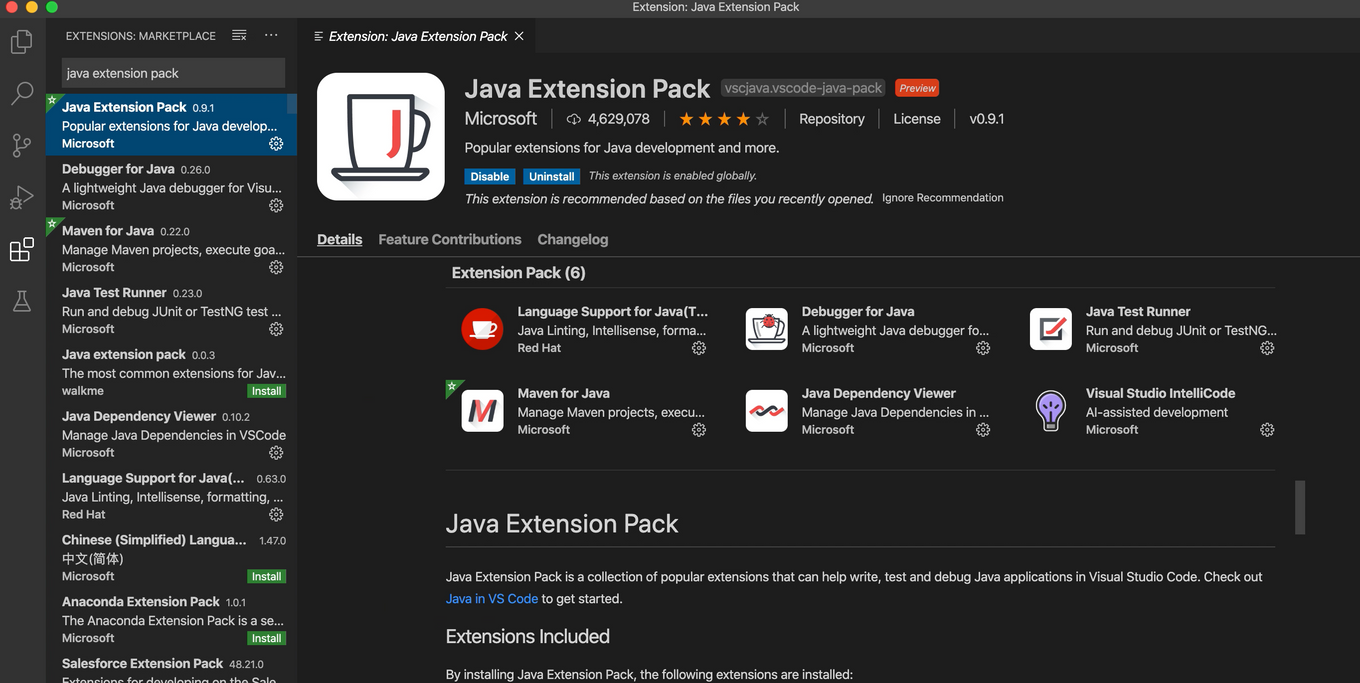 Extension: Java Extension Pack
EXTENSIONS: MARKETPLACE
java extension pack
Java Extension Pack 0.9.1
Popular extensions for Java develop...
Microsoft
Debugger for Java 0.26.0
A lightweight Java debugger for Visu...
Microsoft
Maven for Java 0.22.0
Manage Maven projects, execute goa...
Microsoft
Java Test Runner 0.23.0
Run and debug JUnit or TestNG test ...
Microsoft
Java extension pack 0.0.3
The most common extensions for Jav...
walkme Install
Java Dependency Viewer 0.10.2
Manage Java Dependencies in VSCode
Microsoft
Language Support for Java(... 0.63.0
Java Linting, Intellisense, formatting, ...
Red Hat
Chinese (Simplified) Langua... 1.47.0
中文(简体)
Microsoft Install
Anaconda Extension Pack 1.0.1
The Anaconda Extension Pack is a se...
Microsoft Install
Salesforce Extension Pack 48.21.0
Extensions for developing on the Sale
Extension: Java Extension Pack
Java Extension Pack vscjava.vscode-java-pack Preview
Microsoft 4,629,078 Repository License v0.9.1
Popular extensions for Java development and more.
Disable Uninstall This extension is enabled globally.
This extension is recommended based on the files you recently opened. Ignore Recommendation
Details Feature Contributions Changelog
Extension Pack (6)
Language Support for Java(T...
Java Linting, Intellisense, forma...
Red Hat
Debugger for Java
A lightweight Java debugger fo...
Microsoft
Java Test Runner
Run and debug JUnit or TestNG...
Microsoft
Maven for Java
Manage Maven projects, execu...
Microsoft
Java Dependency Viewer
Manage Java Dependencies in ...
Microsoft
Visual Studio IntelliCode
AI-assisted development
Microsoft
Java Extension Pack
Java Extension Pack is a collection of popular extensions that can help write, test and debug Java applications in Visual Studio Code. Check out
Java in VS Code to get started.
Extensions Included
By installing Java Extension Pack, the following extensions are installed: